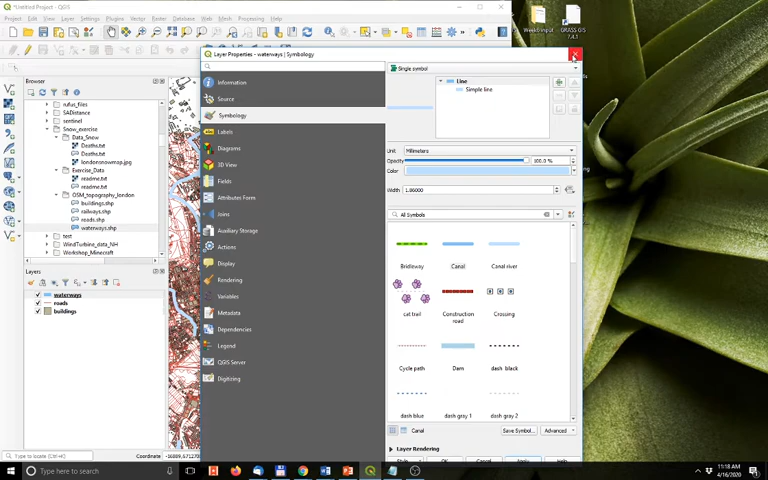 *Untitled Project - QGIS
Project Edit View Layer Settings Plugins Vector Raster Database Web Mesh Processing Help
Week5-input
GRASS GIS
7.4.1
Layer Properties - waterways | Symbology
Browser
rufus_files
SADistance
sentinel
Snow_exercise
Data_Snow
Deaths.txt
Deaths.txt
londonsnowmap.jpg
Exercise_Data
readme.txt
readme.txt
OSM_topography_london
buildings.shp
railways.shp
roads.shp
waterways.shp
test
WindTurbine_data_NH
Workshop_Minecraft
Layers
waterways
roads
buildings
Information
Source
Symbology
Labels
Diagrams
3D View
Fields
Attributes Form
Joins
Auxiliary Storage
Actions
Display
Rendering
Variables
Metadata
Dependencies
Legend
QGIS Server
Digitizing
Single symbol
Line
Simple line
Unit Millimeters
Opacity 100.0 %
Color
Width 1.86000
All Symbols
Bridleway Canal Canal river
cat trail Construction road Crossing
Cycle path Dam dash black
dash blue dash gray 1 dash gray 2
Canal Save Symbol... Advanced
Layer Rendering
Style OK Cancel Apply Help
Type to locate (Ctrl+K) Coordinate
Type here to search
11:18 AM
4/16/2020